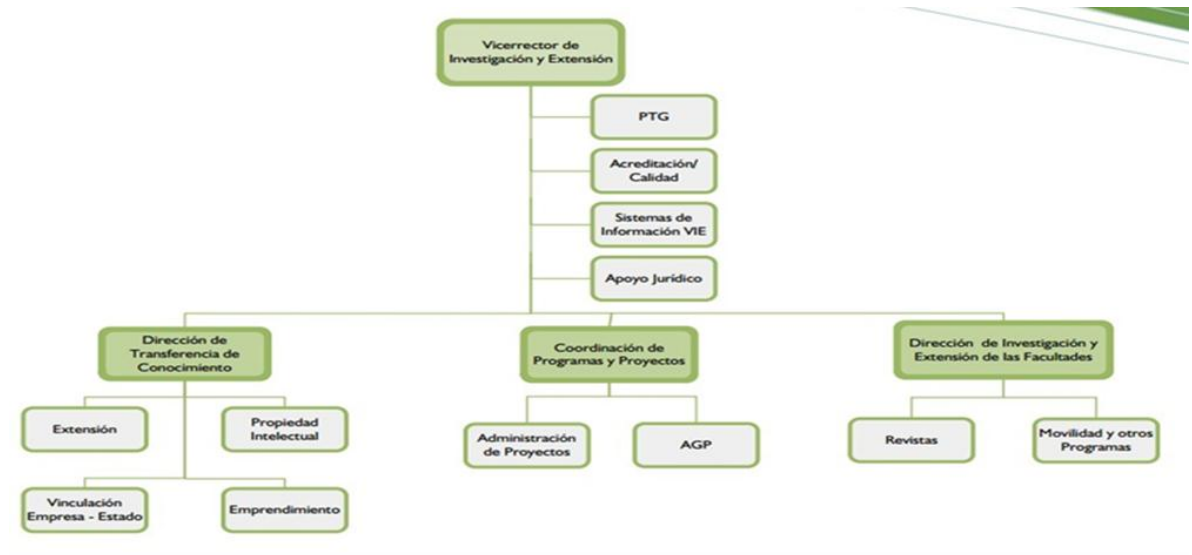 Vicerrector de
Investigación y Extensión
PTG
Acreditación/
Calidad
Sistemas de
Información VIE
Apoyo Jurídico
Dirección de
Transferencia de
Conocimiento
Coordinación de
Programas y Proyectos
Dirección de Investigación y
Extensión de las Facultades
Extensión
Propiedad
Intelectual
Administración
de Proyectos
AGP
Revistas
Movilidad y otros
Programas
Vinculación
Empresa - Estado
Emprendimiento